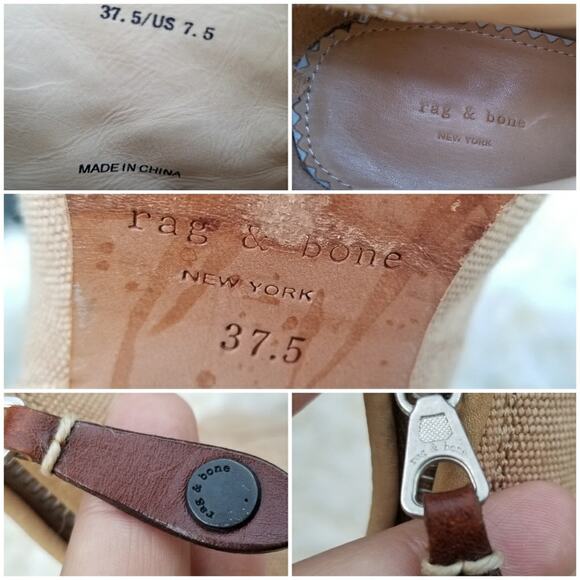 37.5/US 7.5
MADE IN CHINA
rag & bone
NEW YORK
rag & bone
NEW YORK
37.5
rag & bone
rag & bone